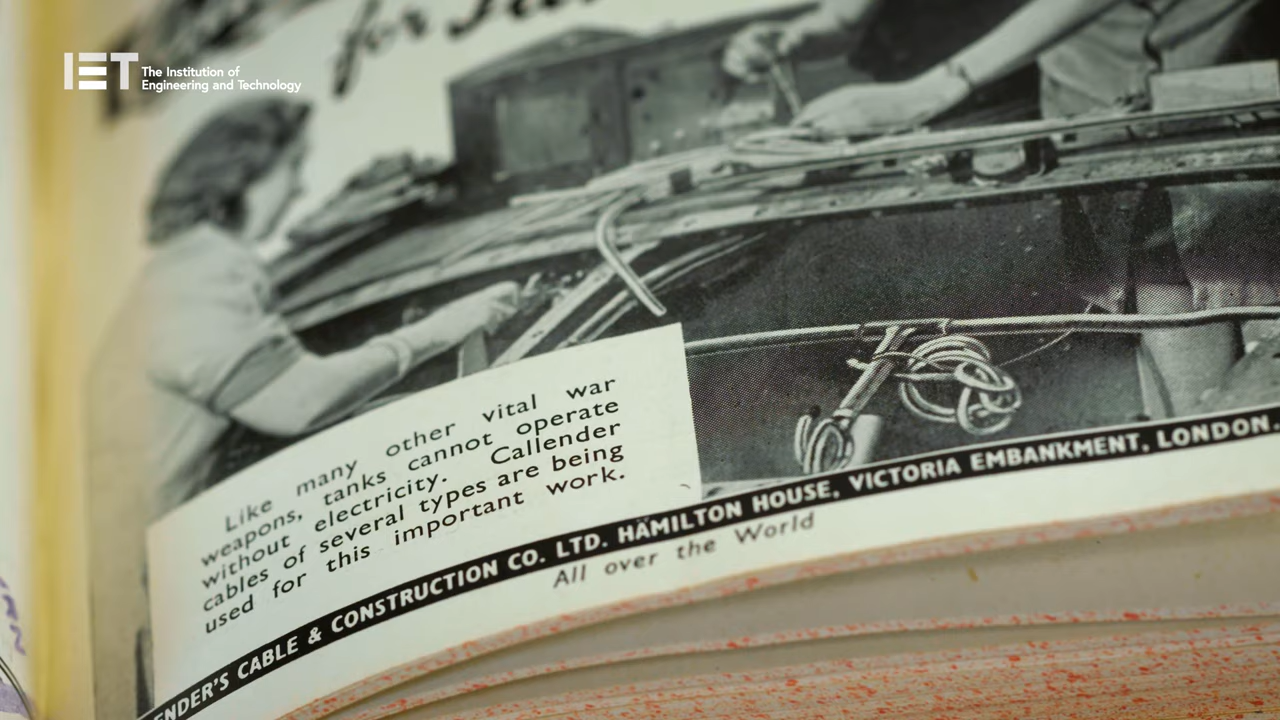 IET The Institution of
Engineering and Technology
for
Like many other vital war
weapons, tanks cannot operate
without electricity. Callender
cables of several types are being
used for this important work.
ENDER'S CABLE & CONSTRUCTION CO. LTD. HAMILTON HOUSE, VICTORIA EMBANKMENT, LONDON.
All over the World